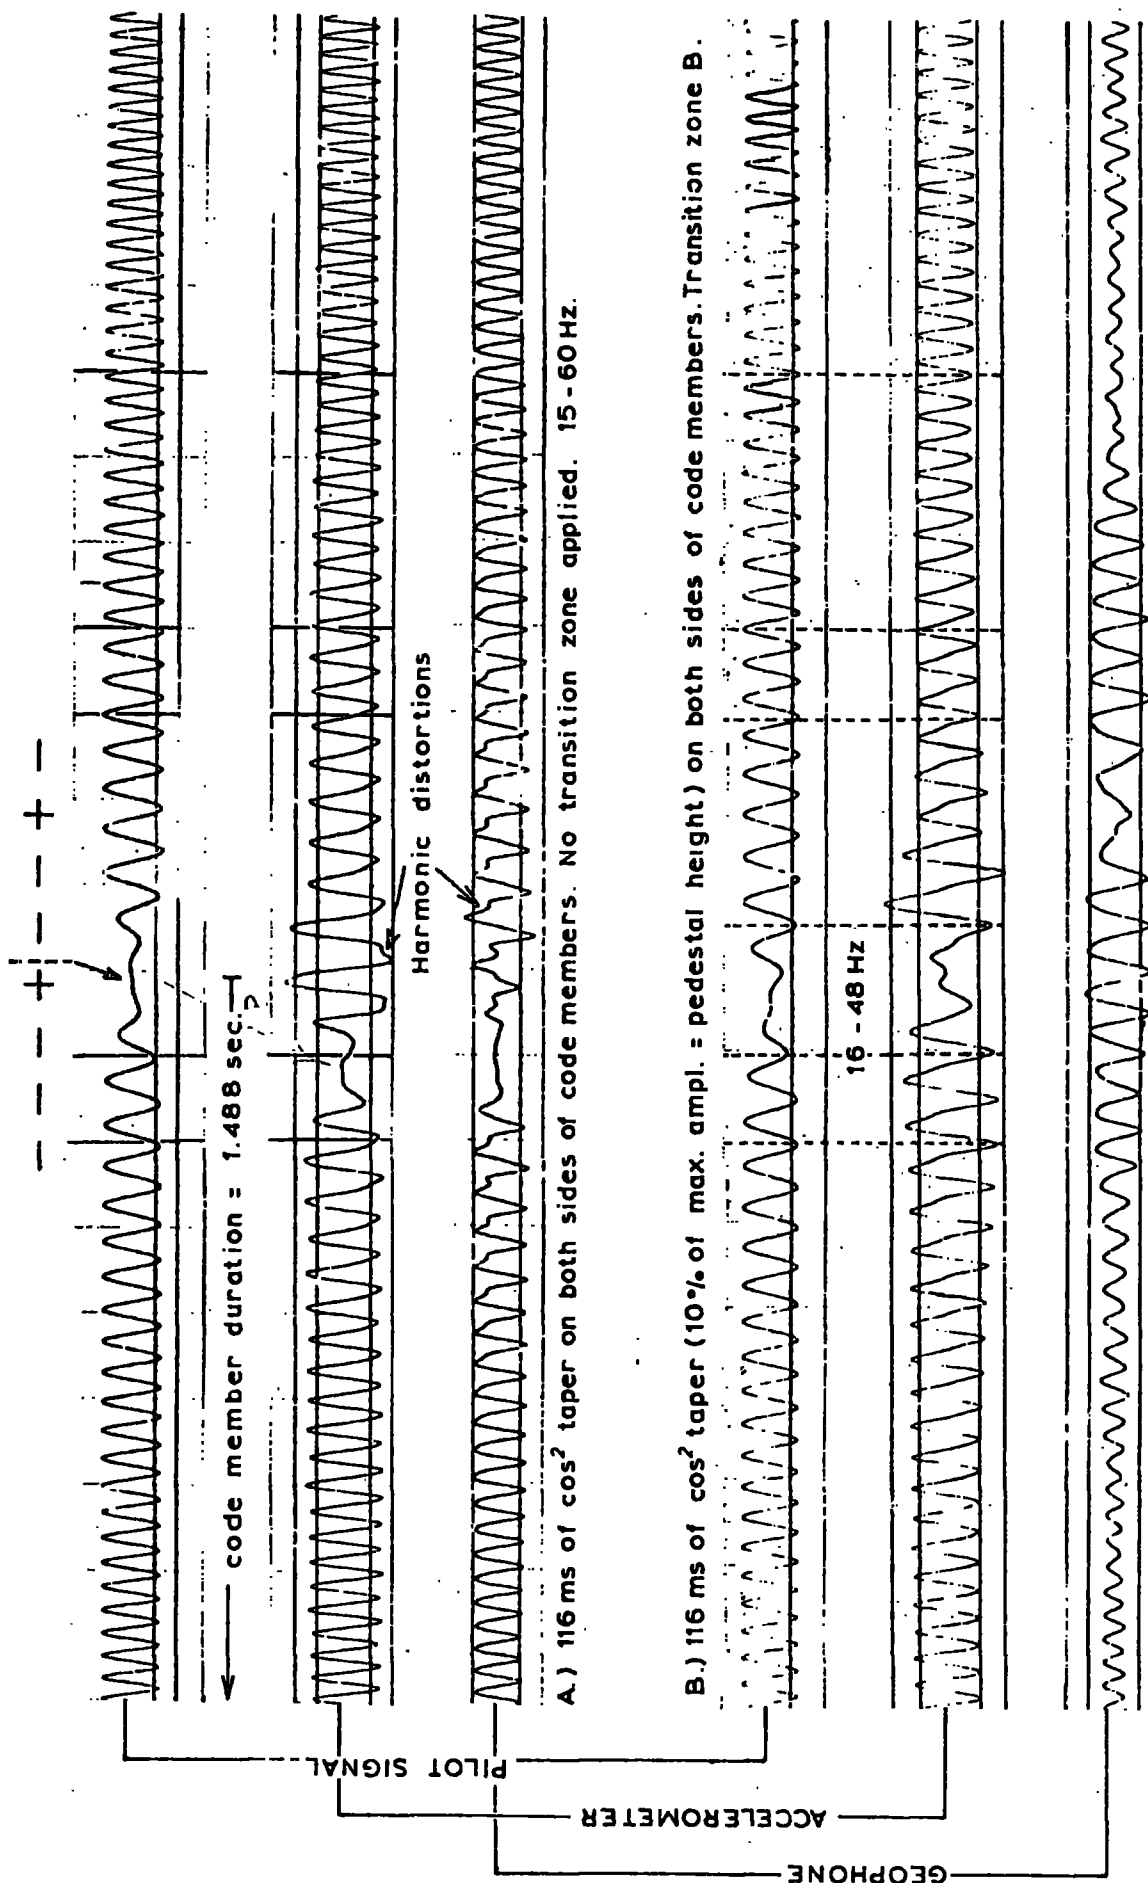 – – – – + – – + –
code member duration = 1.488 sec.
Harmonic distortions
A.) 116 ms of cos² taper on both sides of code members. No transition zone applied. 15 - 60 Hz.
B.) 116 ms of cos² taper (10% of max. ampl. = pedestal height) on both sides of code members. Transition zone B.
16 - 48 Hz
PILOT SIGNAL
ACCELEROMETER
GEOPHONE